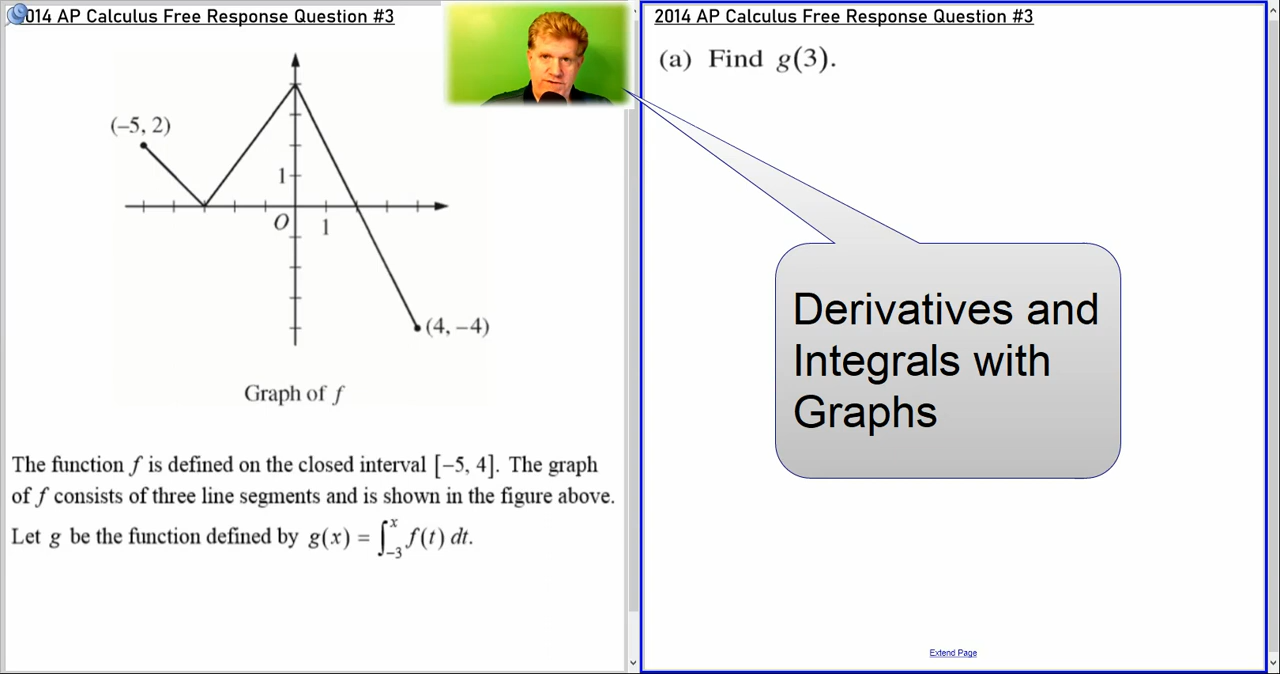 2014 AP Calculus Free Response Question #3
(–5, 2)
1
O
1
(4, –4)
Graph of f
The function f is defined on the closed interval [–5, 4]. The graph
of f consists of three line segments and is shown in the figure above.
Let g be the function defined by g(x) = ∫₋₃ˣ f(t) dt.
2014 AP Calculus Free Response Question #3
(a) Find g(3).
Derivatives and
Integrals with
Graphs
Extend Page